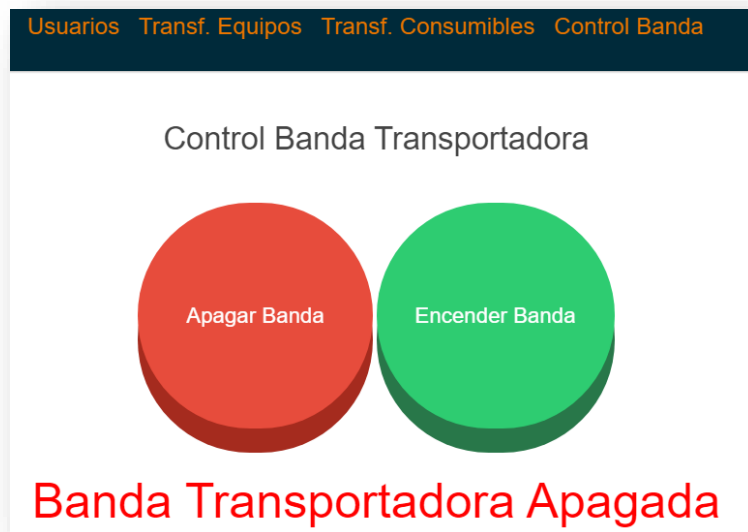 Usuarios Transf. Equipos Transf. Consumibles Control Banda
Control Banda Transportadora
Apagar Banda Encender Banda
Banda Transportadora Apagada